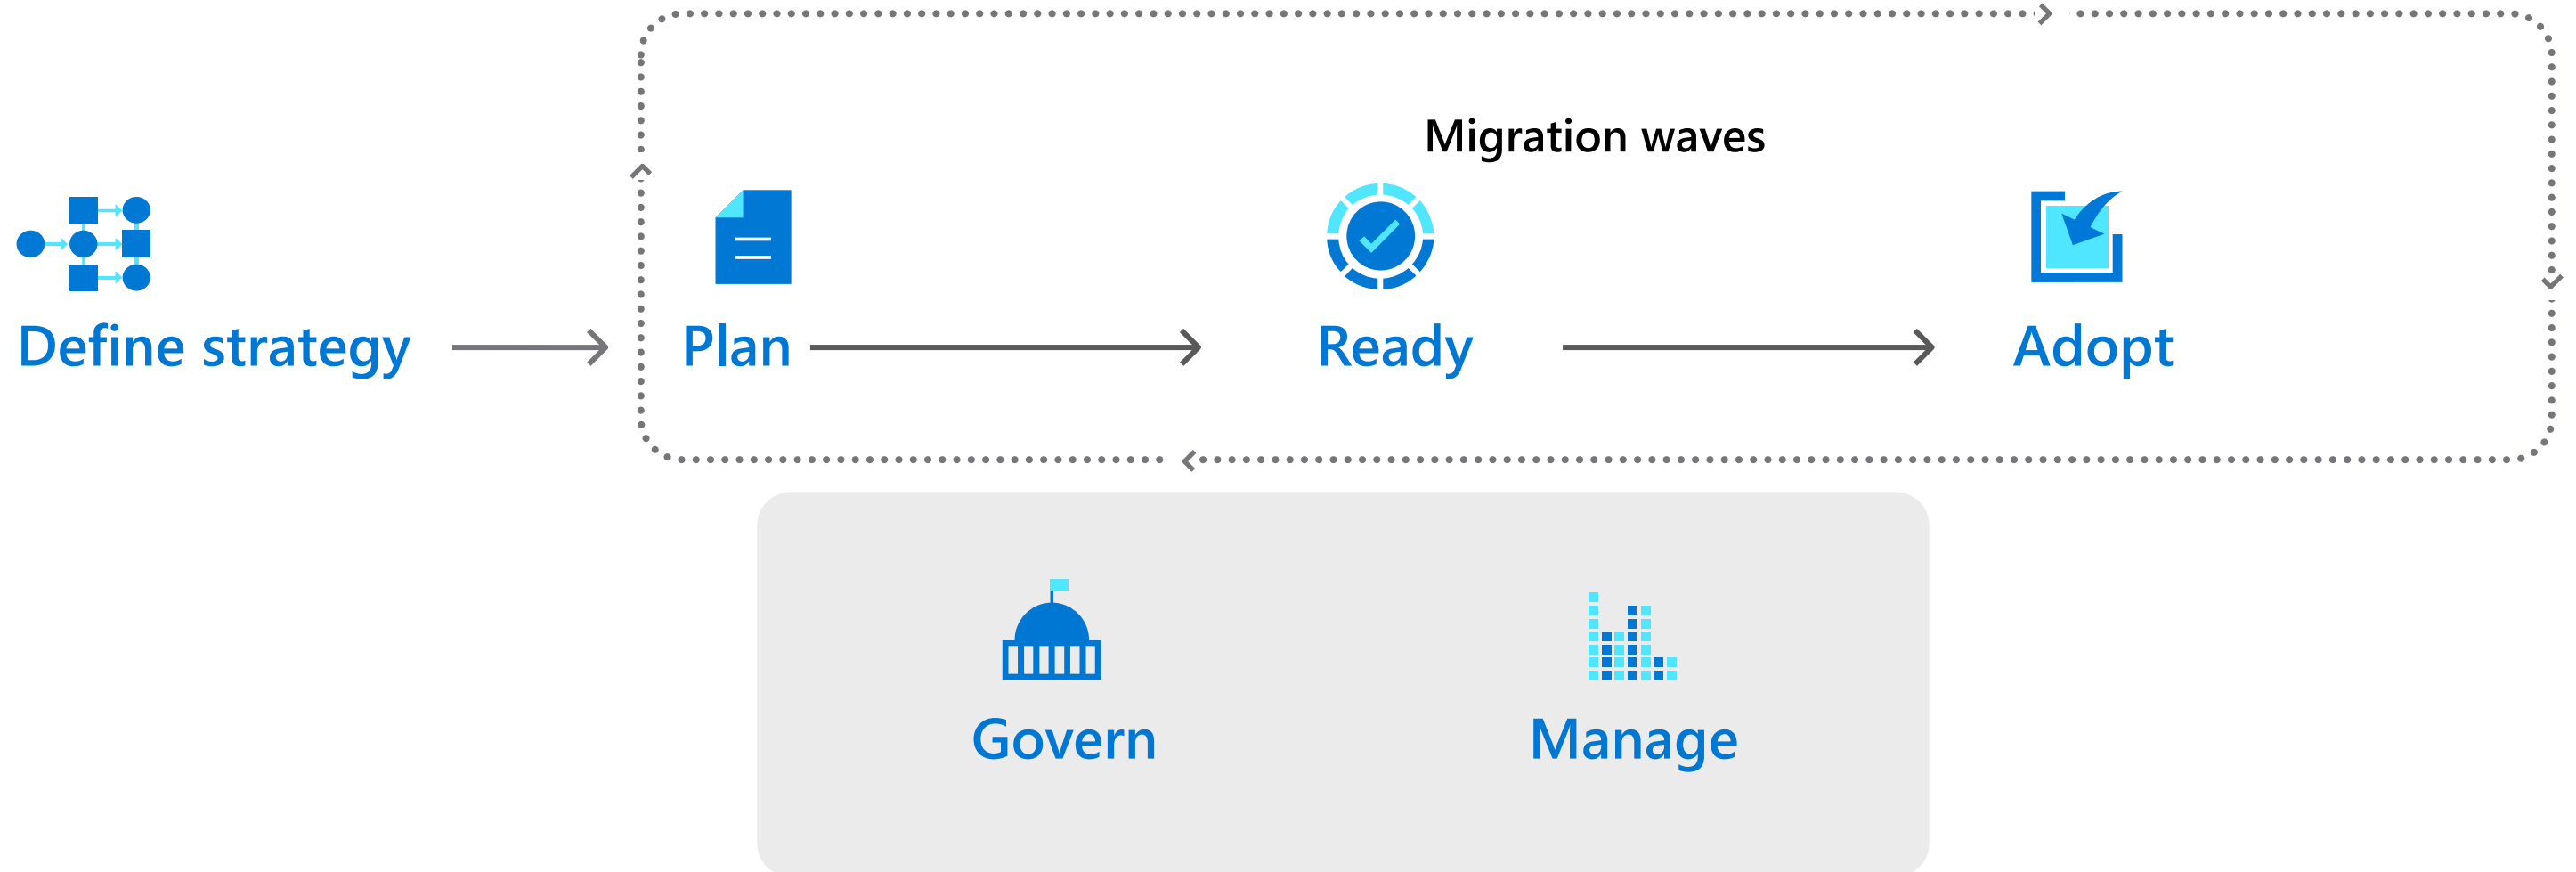 Migration waves
Define strategy
Plan
Ready
Adopt
Govern
Manage